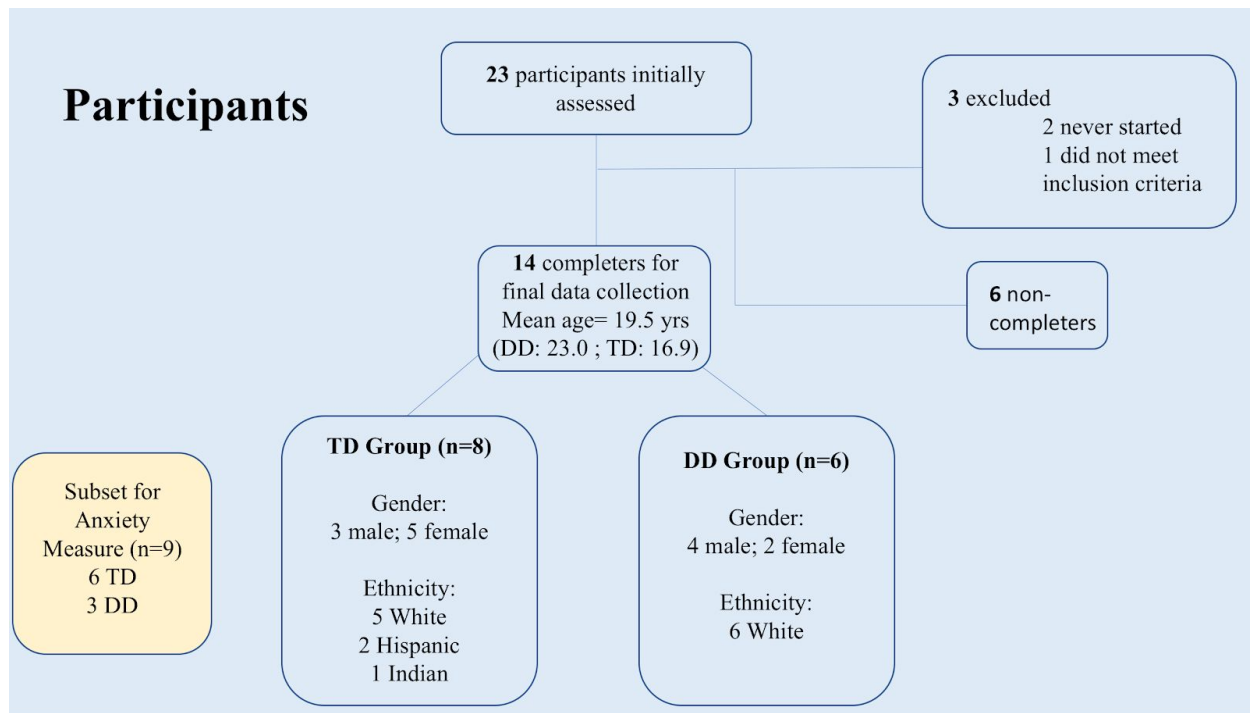 Participants
23 participants initially
assessed
3 excluded
2 never started
1 did not meet
inclusion criteria
14 completers for
final data collection
Mean age= 19.5 yrs
(DD: 23.0 ; TD: 16.9)
6 non-
completers
Subset for
Anxiety
Measure (n=9)
6 TD
3 DD
TD Group (n=8)
Gender:
3 male; 5 female
Ethnicity:
5 White
2 Hispanic
1 Indian
DD Group (n=6)
Gender:
4 male; 2 female
Ethnicity:
6 White